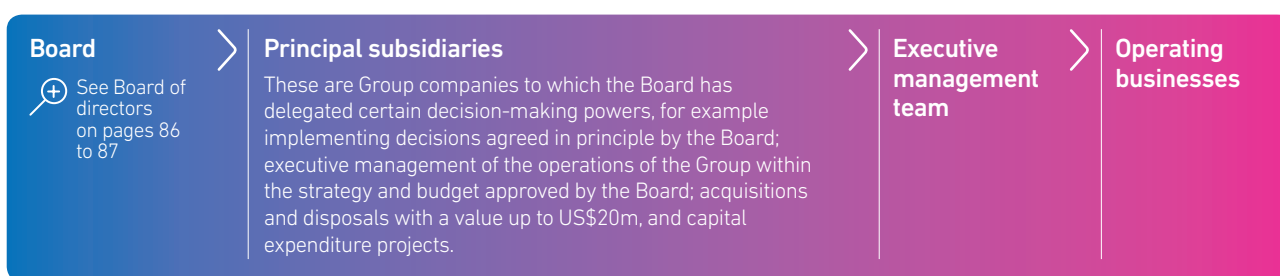 Board
See Board of
directors
on pages 86
to 87
Principal subsidiaries
These are Group companies to which the Board has
delegated certain decision-making powers, for example
implementing decisions agreed in principle by the Board;
executive management of the operations of the Group within
the strategy and budget approved by the Board; acquisitions
and disposals with a value up to US$20m, and capital
expenditure projects.
Executive
management
team
Operating
businesses